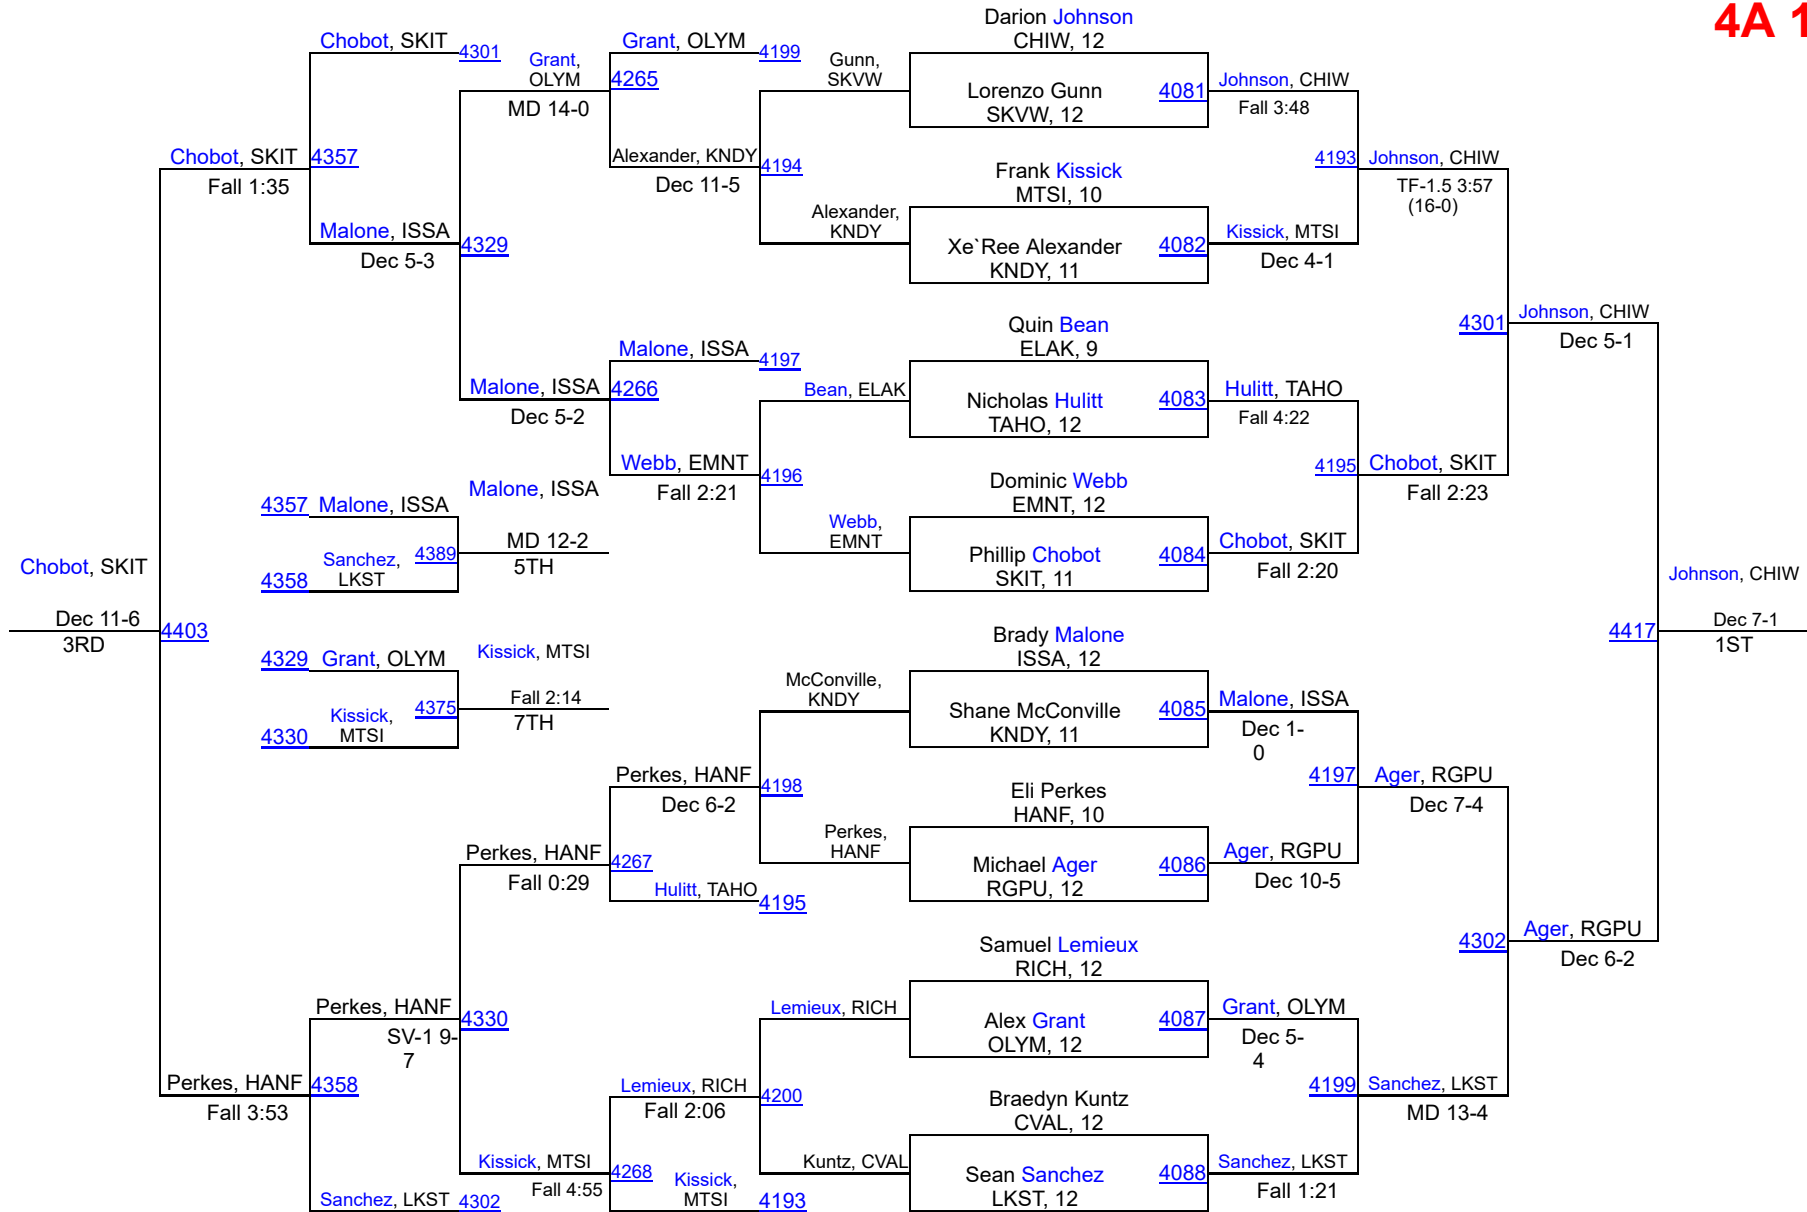 4A 1
Chobot, SKIT
4301
Grant,
OLYM
MD 14-0
Grant, OLYM
4199
4265
Alexander, KNDY
Dec 11-5
Gunn,
SKVW
4194
Alexander,
KNDY
Darion Johnson
CHIW, 12
Lorenzo Gunn
SKVW, 12
4081
Johnson, CHIW
Fall 3:48
Frank Kissick
MTSI, 10
Xe`Ree Alexander
KNDY, 11
4082
Kissick, MTSI
Dec 4-1
4193
Johnson, CHIW
TF-1.5 3:57
(16-0)
Chobot, SKIT
Fall 1:35
4357
Malone, ISSA
Dec 5-3
4329
Malone, ISSA
Dec 5-2
Malone, ISSA
4197
4266
Webb, EMNT
Fall 2:21
Bean, ELAK
4196
Webb,
EMNT
Quin Bean
ELAK, 9
Nicholas Hulitt
TAHO, 12
4083
Hulitt, TAHO
Fall 4:22
Dominic Webb
EMNT, 12
Phillip Chobot
SKIT, 11
4084
Chobot, SKIT
Fall 2:20
4195
Chobot, SKIT
Fall 2:23
4301
Johnson, CHIW
Dec 5-1
4357
Malone, ISSA
Malone, ISSA
4358
Sanchez,
LKST
4389
MD 12-2
5TH
Chobot, SKIT
Dec 11-6
3RD
4403
4329
Grant, OLYM
Kissick, MTSI
4330
Kissick,
MTSI
4375
Fall 2:14
7TH
Johnson, CHIW
4417
Dec 7-1
1ST
McConville,
KNDY
Perkes, HANF
Dec 6-2
4198
Perkes,
HANF
Brady Malone
ISSA, 12
Shane McConville
KNDY, 11
4085
Malone, ISSA
Dec 1-
0
Eli Perkes
HANF, 10
Michael Ager
RGPU, 12
4086
Ager, RGPU
Dec 10-5
4197
Ager, RGPU
Dec 7-4
Perkes, HANF
Fall 0:29
4267
Hulitt, TAHO
4195
4302
Ager, RGPU
Dec 6-2
Perkes, HANF
SV-1 9-
7
4330
Perkes, HANF
Fall 3:53
4358
Sanchez, LKST
4302
Kissick, MTSI
Fall 4:55
Lemieux, RICH
Fall 2:06
4268
Kissick,
MTSI
4193
Lemieux, RICH
4200
Kuntz, CVAL
Samuel Lemieux
RICH, 12
Alex Grant
OLYM, 12
4087
Grant, OLYM
Dec 5-
4
Braedyn Kuntz
CVAL, 12
Sean Sanchez
LKST, 12
4088
Sanchez, LKST
Fall 1:21
4199
Sanchez, LKST
MD 13-4